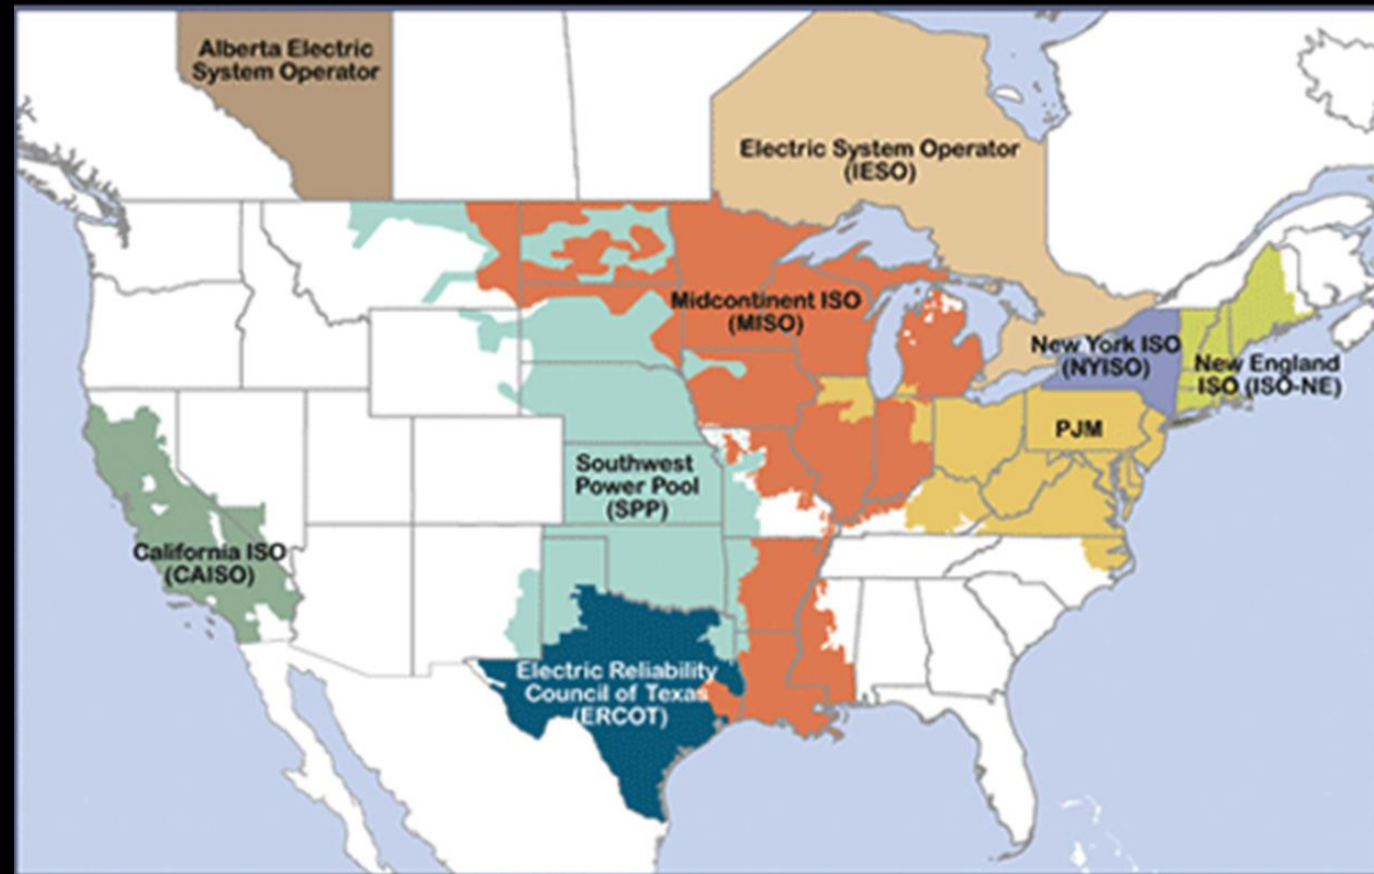 Alberta Electric
System Operator
Electric System Operator
(IESO)
Midcontinent ISO
(MISO)
New York ISO
(NYISO)
New England
ISO (ISO-NE)
PJM
Southwest
Power Pool
(SPP)
California ISO
(CAISO)
Electric Reliability
Council of Texas
(ERCOT)